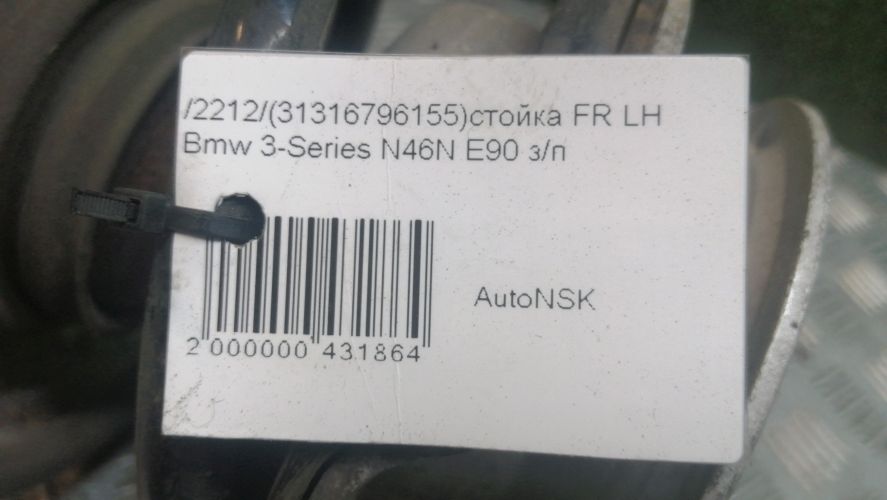 /2212/(31316796155)стойка FR LH
Bmw 3-Series N46N E90 з/п
AutoNSK
2 000000 431864